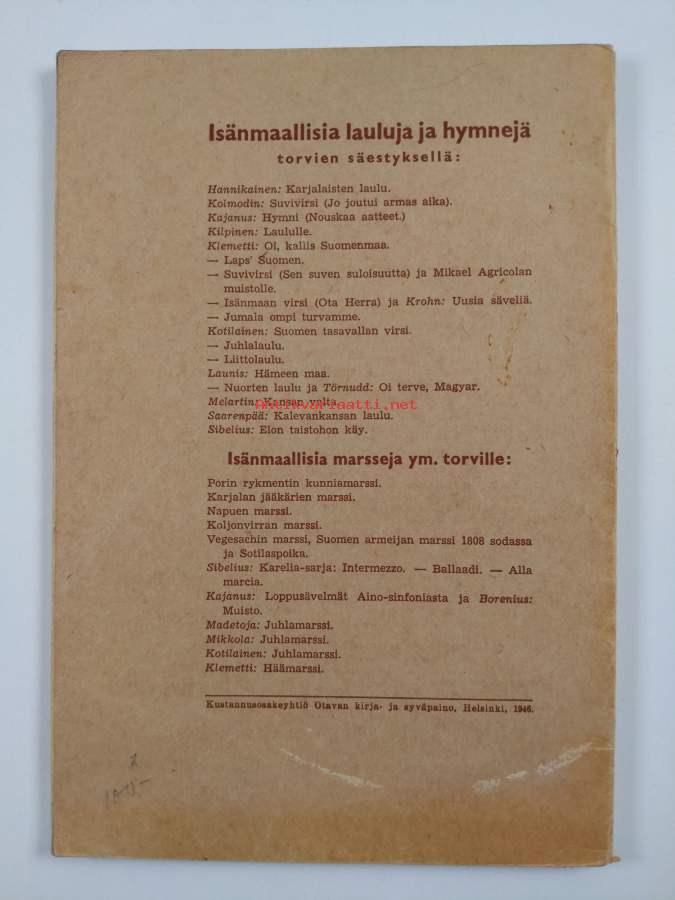 Isänmaallisia lauluja ja hymnejä
torvien säestyksellä:
Hannikainen: Karjalaisten laulu.
Kolmodin: Suvivirsi (Jo joutui armas aika).
Kajanus: Hymni (Nouskaa aatteet.)
Kilpinen: Laululle.
Klemetti: Oi, kallis Suomenmaa.
— Laps' Suomen.
— Suvivirsi (Sen suven suloisuutta) ja Mikael Agricolan
muistolle.
— Isänmaan virsi (Ota Herra) ja Krohn: Uusia säveliä.
— Jumala ompi turvamme.
Kotilainen: Suomen tasavallan virsi.
— Juhlalaulu.
— Liittolaulu.
Launis: Hämeen maa.
— Nuorten laulu ja Törnudd: Oi terve, Magyar.
Melartin: Kansan valta.
Antikvariaatti.net
Saarenpää: Kalevankansan laulu.
Sibelius: Elon taistohon käy.
Isänmaallisia marsseja ym. torville:
Porin rykmentin kunniamarssi.
Karjalan jääkärien marssi.
Napuen marssi.
Koljonvirran marssi.
Vegesachin marssi, Suomen armeijan marssi 1808 sodassa
ja Sotilaspoika.
Sibelius: Karelia-sarja: Intermezzo. — Ballaadi. — Alla
marcia.
Kajanus: Loppusävelmät Aino-sinfoniasta ja Borenius:
Muisto.
Madetoja: Juhlamarssi.
Mikkola: Juhlamarssi.
Kotilainen: Juhlamarssi.
Klemetti: Häämarssi.
Kustannusosakeyhtiö Otavan kirja- ja syväpaino, Helsinki, 1946.